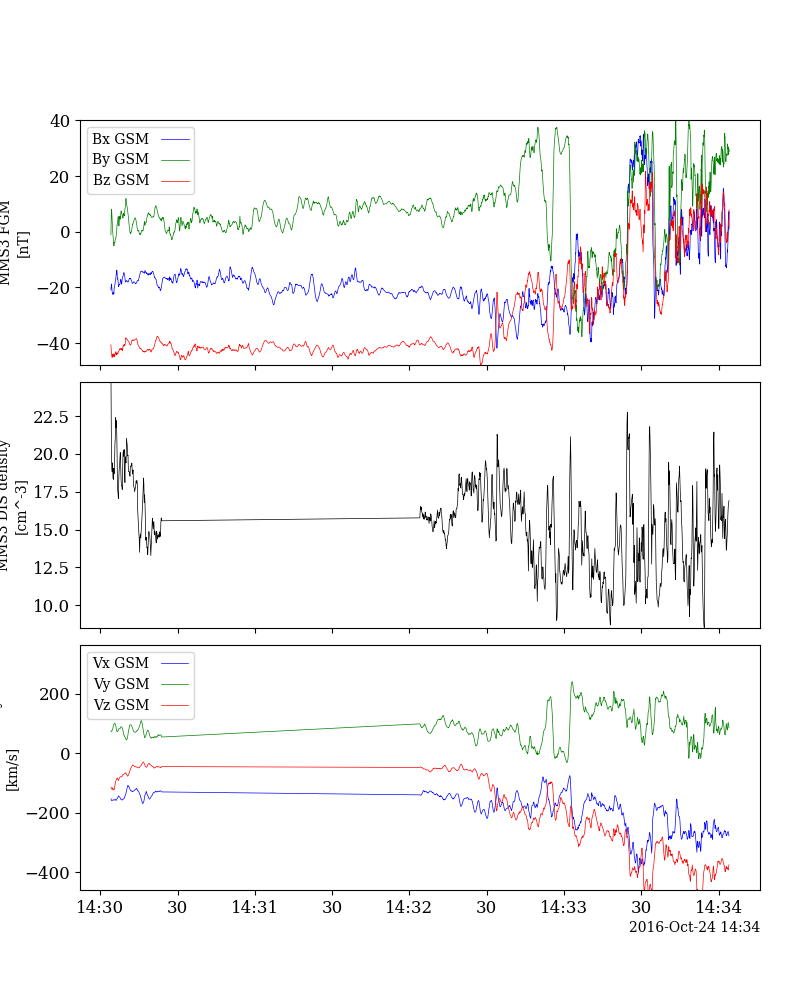 40
20
0
−20
−40
MMS3 FGM
[nT]
Bx GSM
By GSM
Bz GSM
22.5
20.0
17.5
15.0
12.5
10.0
MMS3 DIS density
[cm^-3]
200
0
−200
−400
[km/s]
Vx GSM
Vy GSM
Vz GSM
14:30 30 14:31 30 14:32 30 14:33 30 14:34
2016-Oct-24 14:34